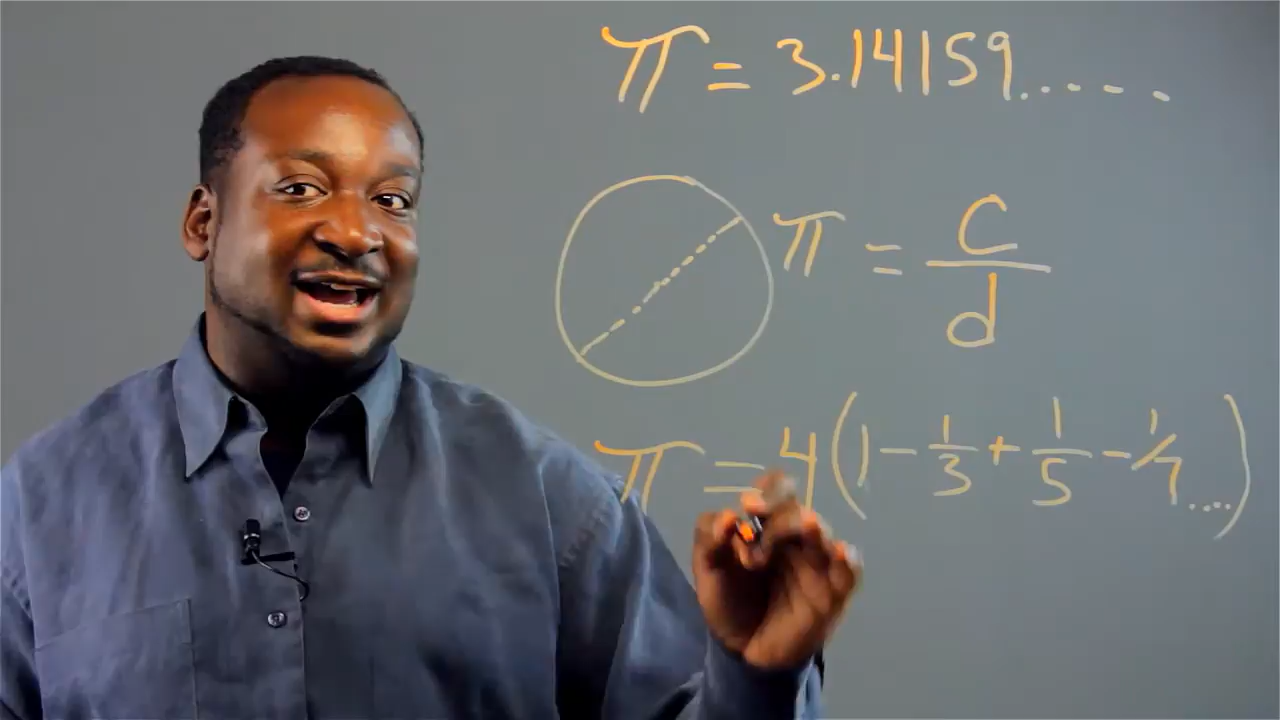 π = 3.14159.....
π = C/d
π = 4(1 - 1/3 + 1/5 - 1/7....)